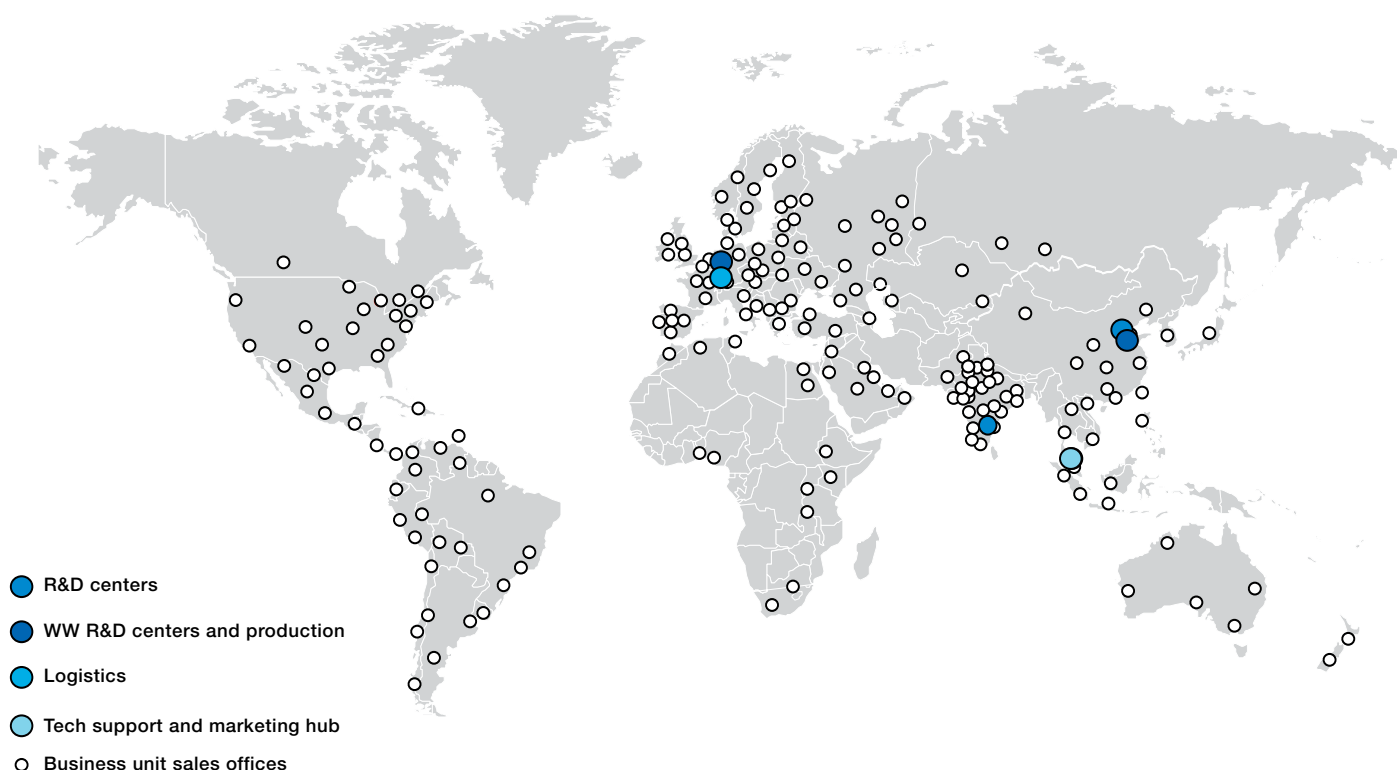 R&D centers
WW R&D centers and production
Logistics
Tech support and marketing hub
Business unit sales offices